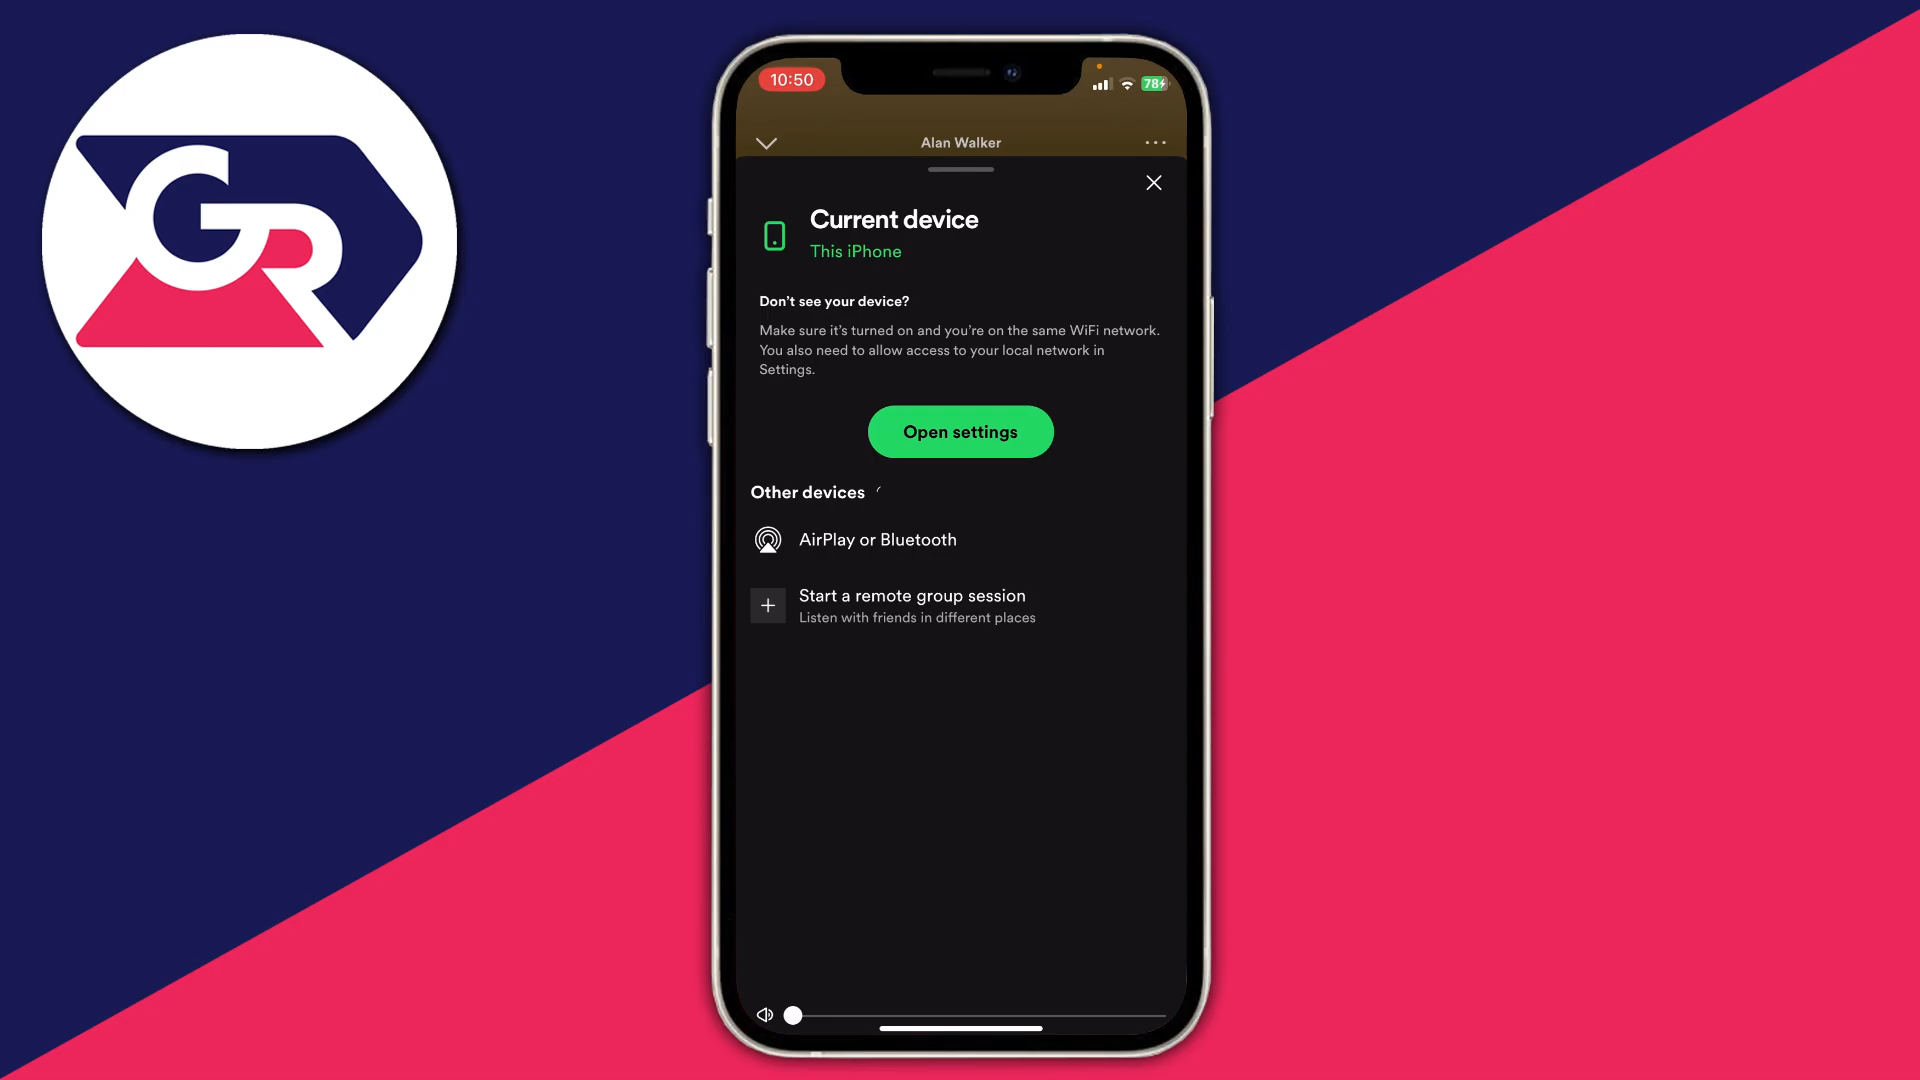 GR
10:50
78
Alan Walker
Current device
This iPhone
Don’t see your device?
Make sure it’s turned on and you’re on the same WiFi network.
You also need to allow access to your local network in
Settings.
Open settings
Other devices
AirPlay or Bluetooth
Start a remote group session
Listen with friends in different places